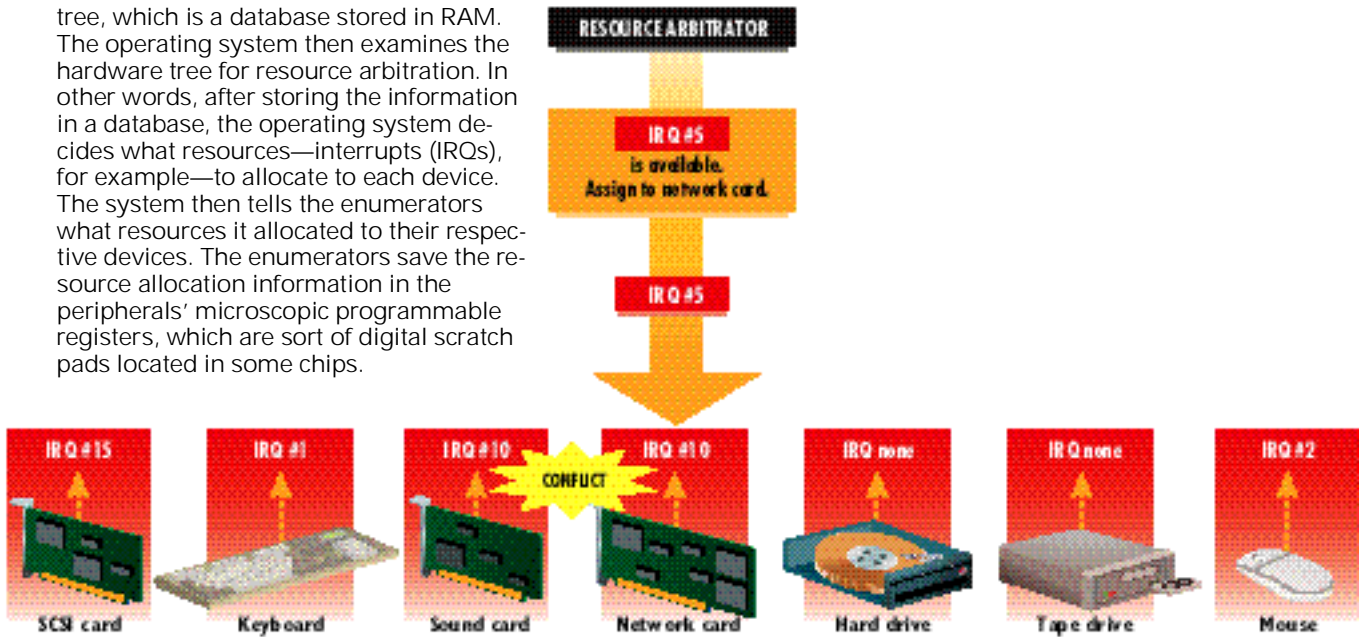 tree, which is a database stored in RAM.
The operating system then examines the
hardware tree for resource arbitration. In
other words, after storing the information
in a database, the operating system de-
cides what resources—interrupts (IRQs),
for example—to allocate to each device.
The system then tells the enumerators
what resources it allocated to their respec-
tive devices. The enumerators save the re-
source allocation information in the
peripherals’ microscopic programmable
registers, which are sort of digital scratch
pads located in some chips.
RESOURCE ARBITRATOR
IRQ #5
is available.
Assign to network card.
IRQ #5
IRQ #15
IRQ #1
IRQ #10
CONFLICT
IRQ #10
IRQ none
IRQ none
IRQ #2
SCSI card
Keyboard
Sound card
Network card
Hard drive
Tape drive
Mouse